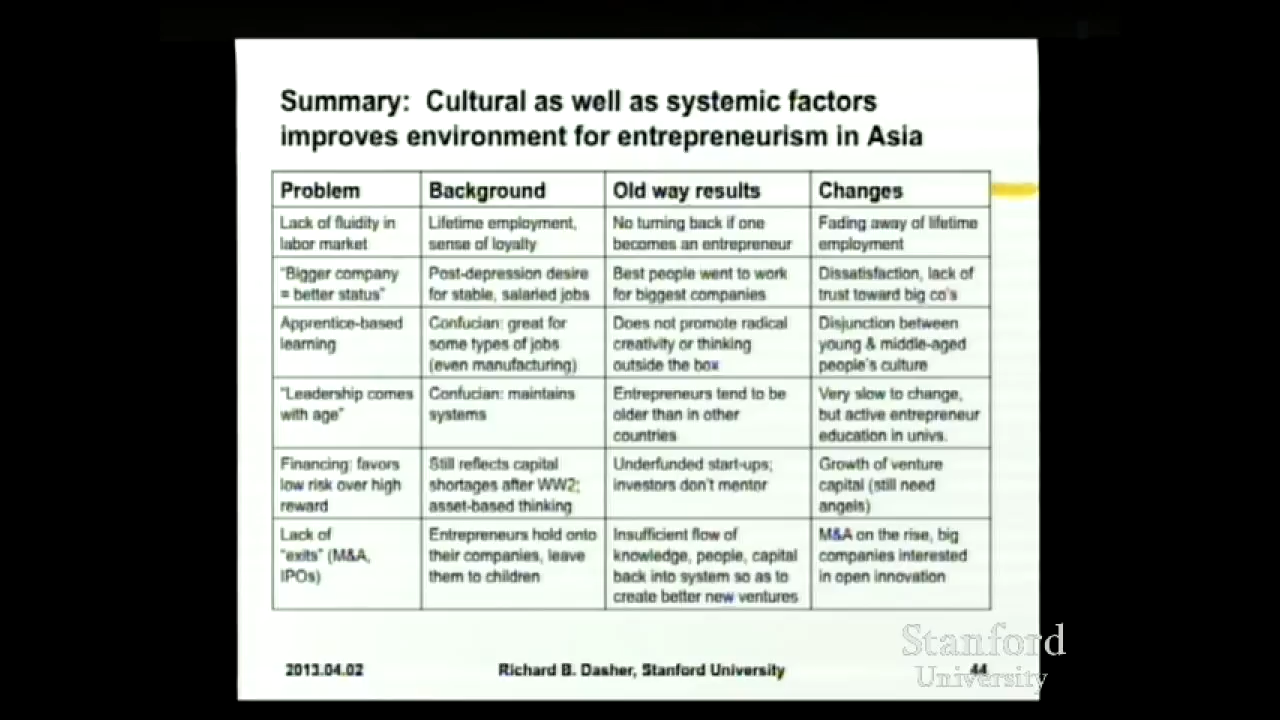 Summary: Cultural as well as systemic factors
improves environment for entrepreneurism in Asia
Problem
Background
Old way results
Changes
Lack of fluidity in
labor market
Lifetime employment,
sense of loyalty
No turning back if one
becomes an entrepreneur
Fading away of lifetime
employment
"Bigger company
= better status"
Post-depression desire
for stable, salaried jobs
Best people went to work
for biggest companies
Dissatisfaction, lack of
trust toward big co's
Apprentice-based
learning
Confucian: great for
some types of jobs
(even manufacturing)
Does not promote radical
creativity or thinking
outside the box
Disjunction between
young & middle-aged
people's culture
"Leadership comes
with age"
Confucian: maintains
systems
Entrepreneurs tend to be
older than in other
countries
Very slow to change,
but active entrepreneur
education in univs.
Financing: favors
low risk over high
reward
Still reflects capital
shortages after WW2;
asset-based thinking
Underfunded start-ups;
investors don't mentor
Growth of venture
capital (still need
angels)
Lack of
"exits" (M&A,
IPOs)
Entrepreneurs hold onto
their companies, leave
them to children
Insufficient flow of
knowledge, people, capital
back into system so as to
create better new ventures
M&A on the rise, big
companies interested
in open innovation
2013.04.02
Richard B. Dasher, Stanford University
44
Stanford
University